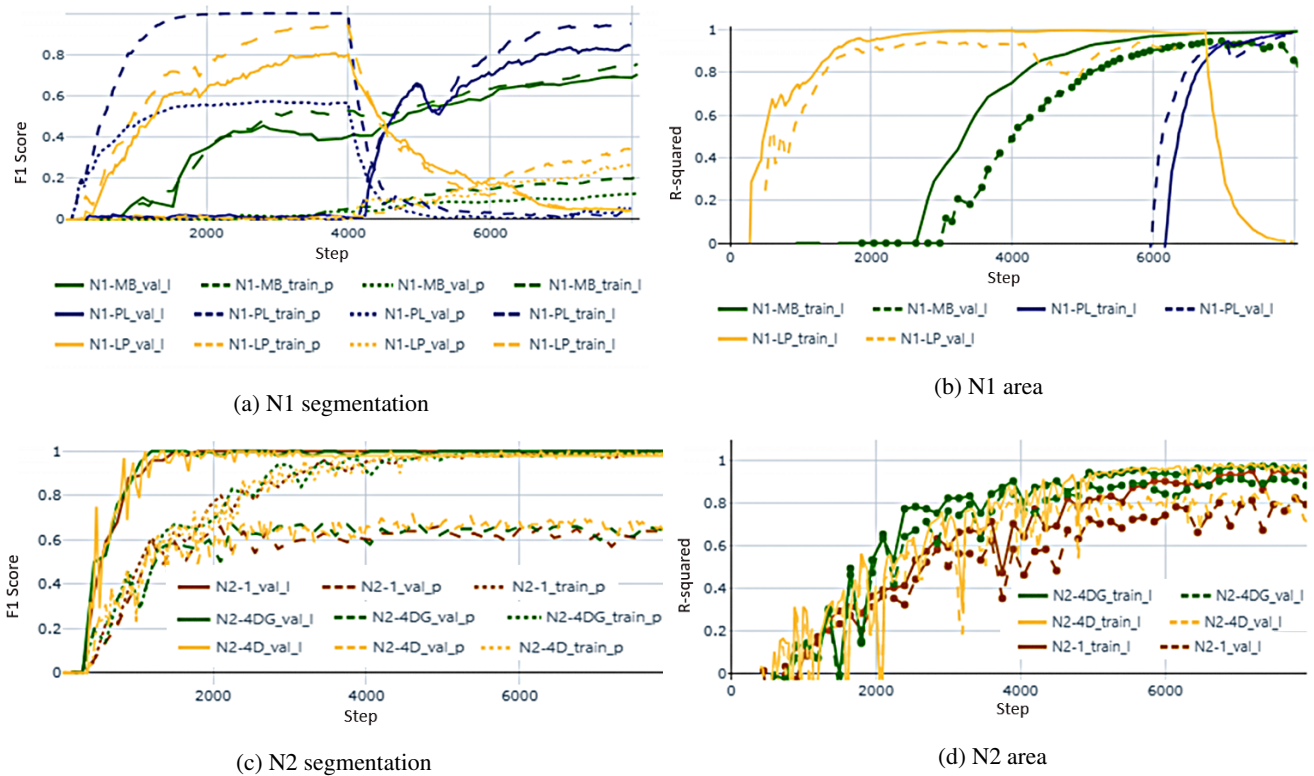 F1 Score
0.8
0.6
0.4
0.2
0
2000
4000
6000
Step
N1-MB_val_l
N1-MB_train_p
N1-MB_val_p
N1-MB_train_l
N1-PL_val_l
N1-PL_train_p
N1-PL_val_p
N1-PL_train_l
N1-LP_val_l
N1-LP_train_p
N1-LP_val_p
N1-LP_train_l
(a) N1 segmentation
R-squared
1
0.8
0.6
0.4
0.2
0
0
2000
4000
6000
Step
N1-MB_train_l
N1-MB_val_l
N1-PL_train_l
N1-PL_val_l
N1-LP_train_l
N1-LP_val_l
(b) N1 area
F1 Score
1
0.8
0.6
0.4
0.2
0
2000
4000
6000
Step
N2-1_val_l
N2-1_val_p
N2-1_train_p
N2-4DG_val_l
N2-4DG_val_p
N2-4DG_train_p
N2-4D_val_l
N2-4D_val_p
N2-4D_train_p
(c) N2 segmentation
R-squared
1
0.8
0.6
0.4
0.2
0
0
2000
4000
6000
Step
N2-4DG_train_l
N2-4DG_val_l
N2-4D_train_l
N2-4D_val_l
N2-1_train_l
N2-1_val_l
(d) N2 area